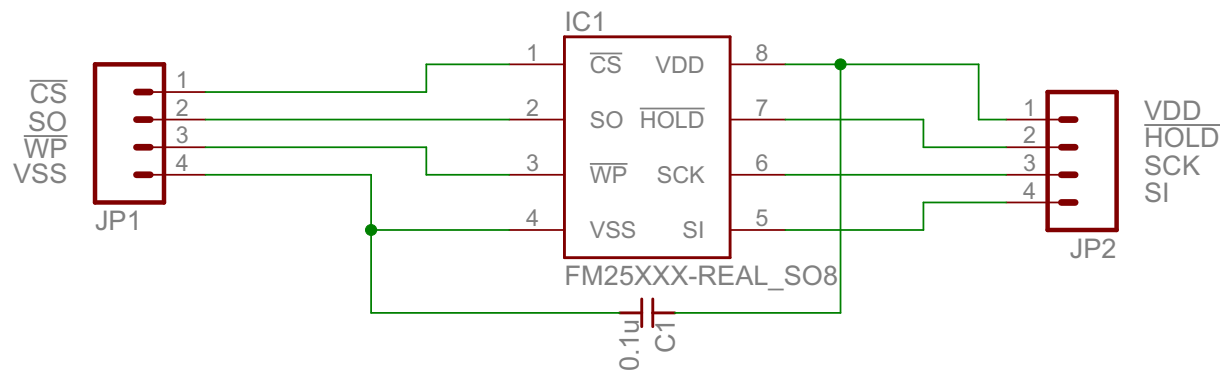 IC1
1 CS VDD 8
2 SO HOLD 7
3 WP SCK 6
4 VSS SI 5
FM25XXX-REAL_SO8
CS 1
SO 2
WP 3
VSS 4
JP1
1 VDD
2 HOLD
3 SCK
4 SI
JP2
0.1u
C1